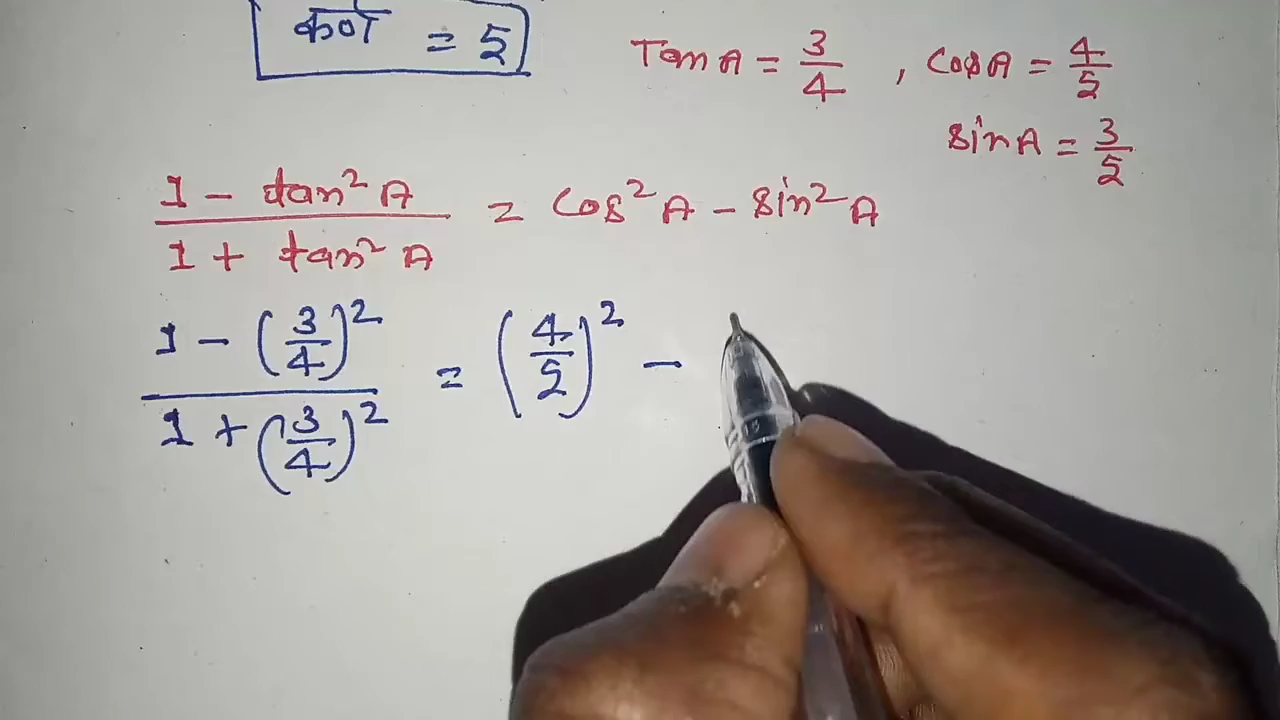 कर्ण = 5
Tan A = 3/4 , Cos A = 4/5
sin A = 3/5
1 - tan² A / 1 + tan² A = Cos² A - sin² A
1 - (3/4)² / 1 + (3/4)² = (4/5)² -